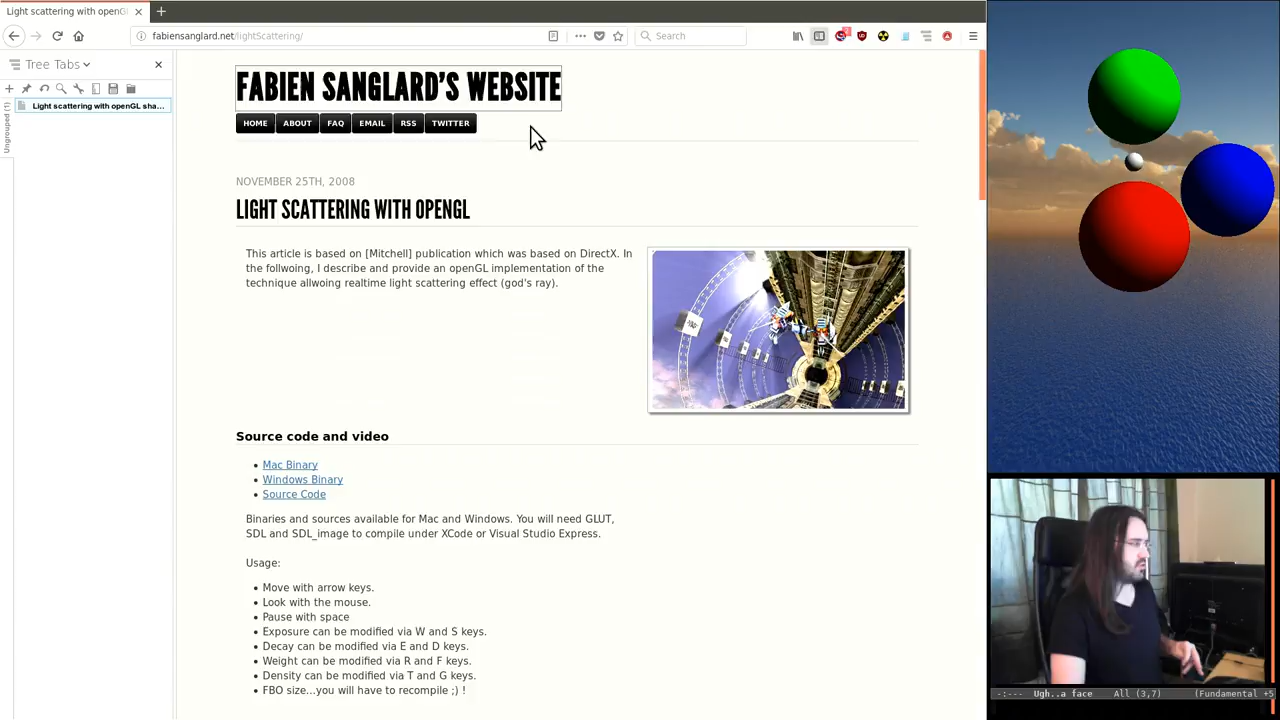 Light scattering with openGL
fabiensanglard.net/lightScattering/
Search
Tree Tabs
Ungrouped (1)
Light scattering with openGL sha...
FABIEN SANGLARD'S WEBSITE
HOME
ABOUT
FAQ
EMAIL
RSS
TWITTER
NOVEMBER 25TH, 2008
LIGHT SCATTERING WITH OPENGL
This article is based on [Mitchell] publication which was based on DirectX. In
the follwoing, I describe and provide an openGL implementation of the
technique allwoing realtime light scattering effect (god's ray).
Source code and video
• Mac Binary
• Windows Binary
• Source Code
Binaries and sources available for Mac and Windows. You will need GLUT,
SDL and SDL_image to compile under XCode or Visual Studio Express.
Usage:
• Move with arrow keys.
• Look with the mouse.
• Pause with space
• Exposure can be modified via W and S keys.
• Decay can be modified via E and D keys.
• Weight can be modified via R and F keys.
• Density can be modified via T and G keys.
• FBO size...you will have to recompile ;) !
-:--- Ugh..a face All (3,7) (Fundamental +5